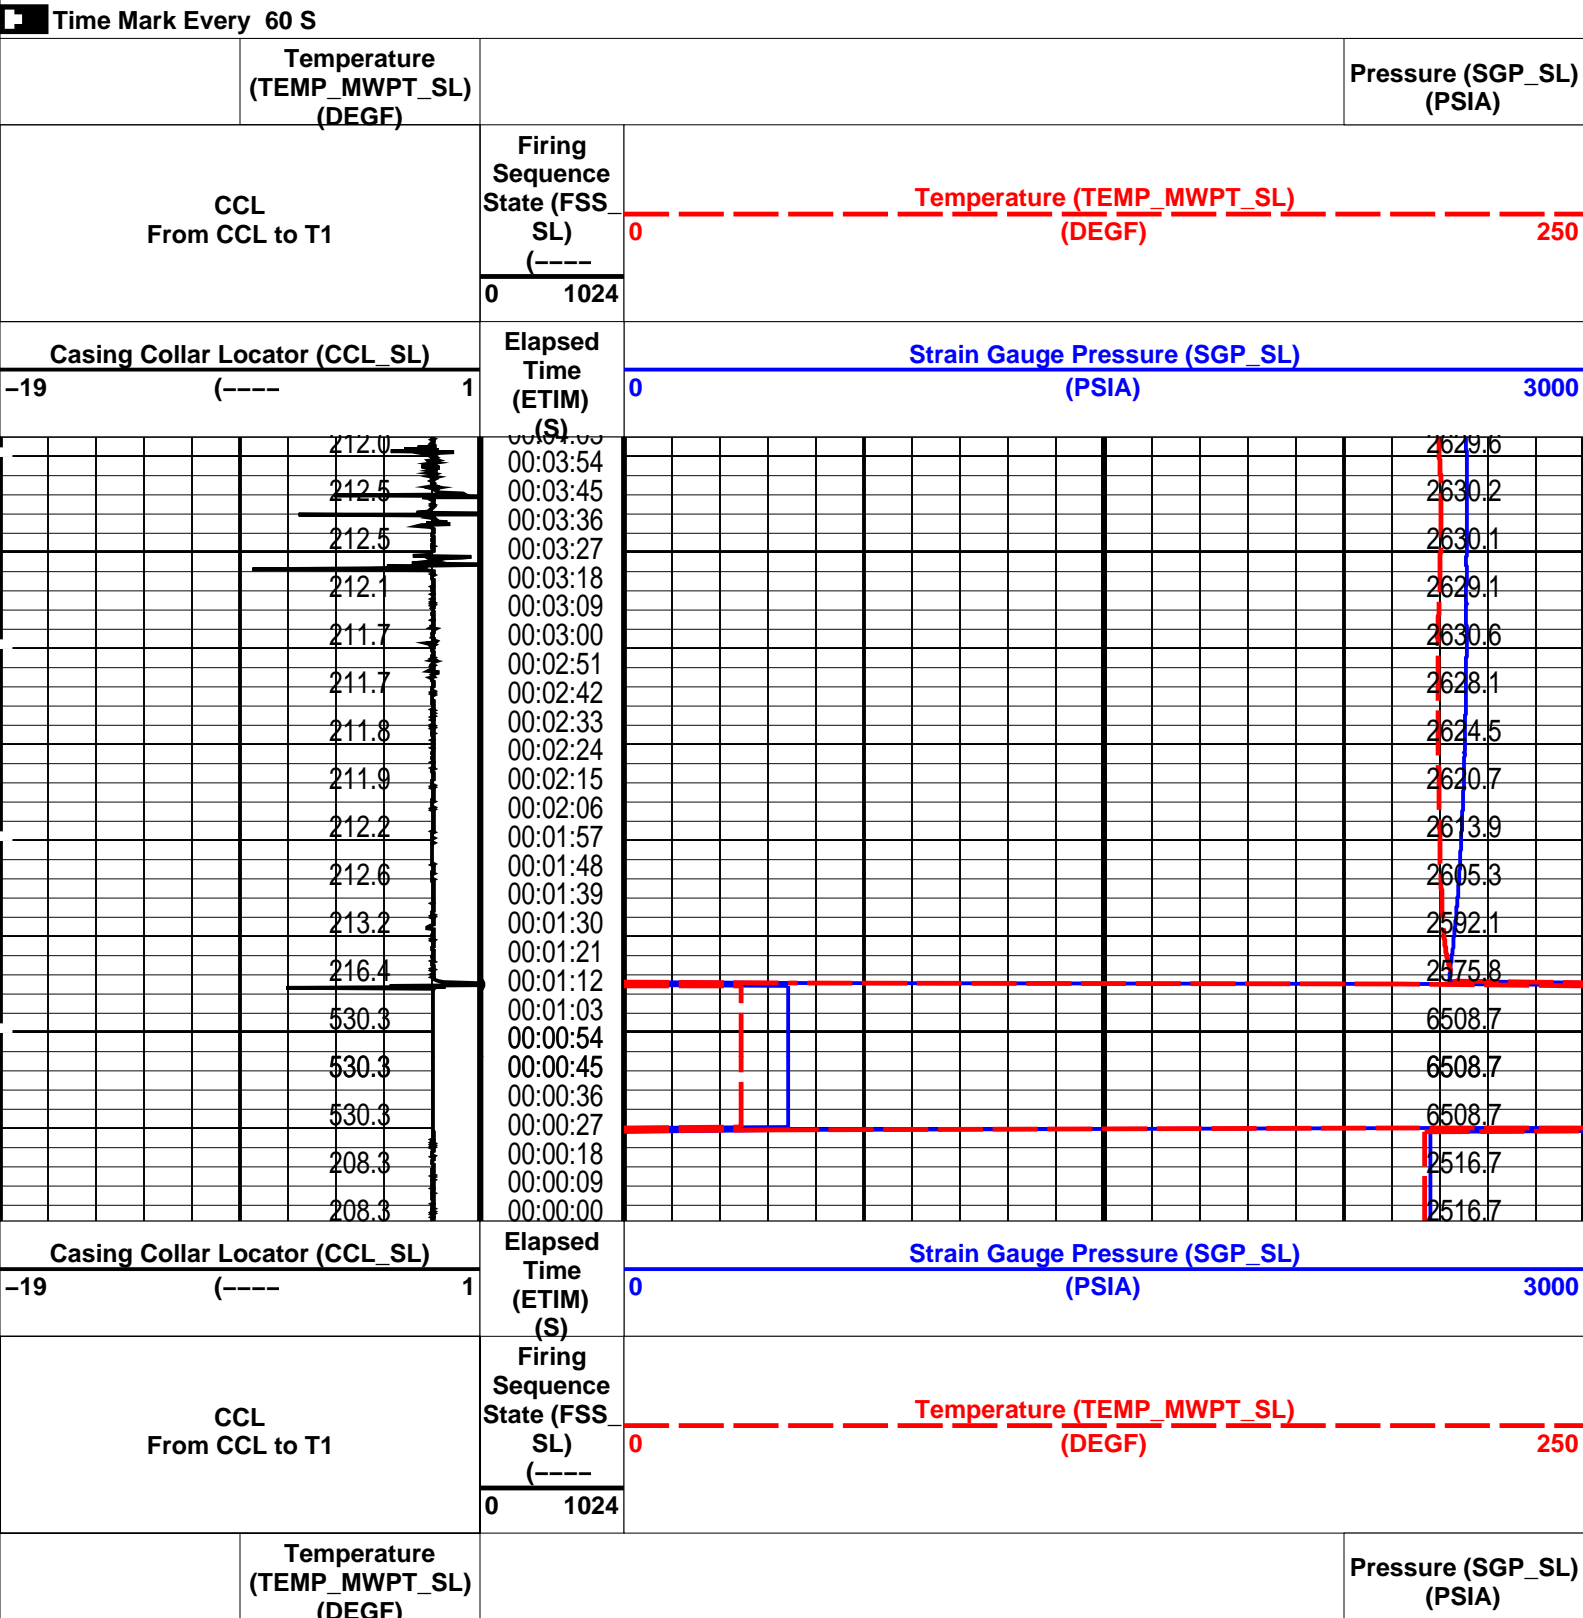 Time Mark Every 60 S
Temperature
(TEMP_MWPT_SL)
(DEGF)
Pressure (SGP_SL)
(PSIA)
CCL
From CCL to T1
Firing
Sequence
State (FSS_
SL)
(----
0 1024
Temperature (TEMP_MWPT_SL)
0 (DEGF) 250
Casing Collar Locator (CCL_SL)
-19 (---- 1
Elapsed
Time
(ETIM)
(S)
Strain Gauge Pressure (SGP_SL)
0 (PSIA) 3000
212.0 00:04:03 2629.6
00:03:54
212.5 00:03:45 2630.2
00:03:36
212.5 00:03:27 2630.1
00:03:18
212.1 2629.1
00:03:09
211.7 00:03:00 2630.6
00:02:51
211.7 00:02:42 2628.1
211.8 00:02:33 2624.5
00:02:24
211.9 00:02:15 2620.7
00:02:06
212.2 00:01:57 2613.9
00:01:48
212.6 2605.3
00:01:39
213.2 00:01:30 2592.1
00:01:21
216.4 00:01:12 2575.8
530.3 00:01:03 6508.7
00:00:54
530.3 00:00:45 6508.7
00:00:36
530.3 00:00:27 6508.7
208.3 00:00:18 2516.7
00:00:09
208.3 00:00:00 2516.7
Casing Collar Locator (CCL_SL)
-19 (---- 1
Elapsed
Time
(ETIM)
(S)
Strain Gauge Pressure (SGP_SL)
0 (PSIA) 3000
CCL
From CCL to T1
Firing
Sequence
State (FSS_
SL)
(----
0 1024
Temperature (TEMP_MWPT_SL)
0 (DEGF) 250
Temperature
(TEMP_MWPT_SL)
(DEGF)
Pressure (SGP_SL)
(PSIA)